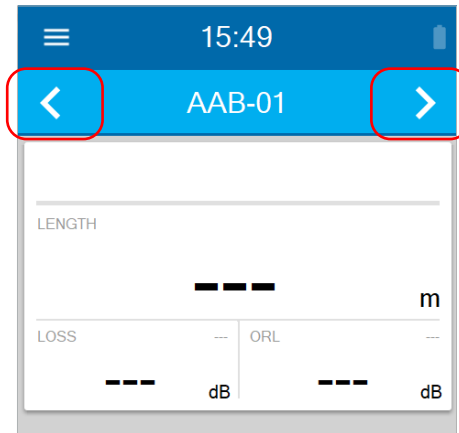 15:49
AAB-01
LENGTH
--- m
LOSS --- ORL ---
--- dB --- dB